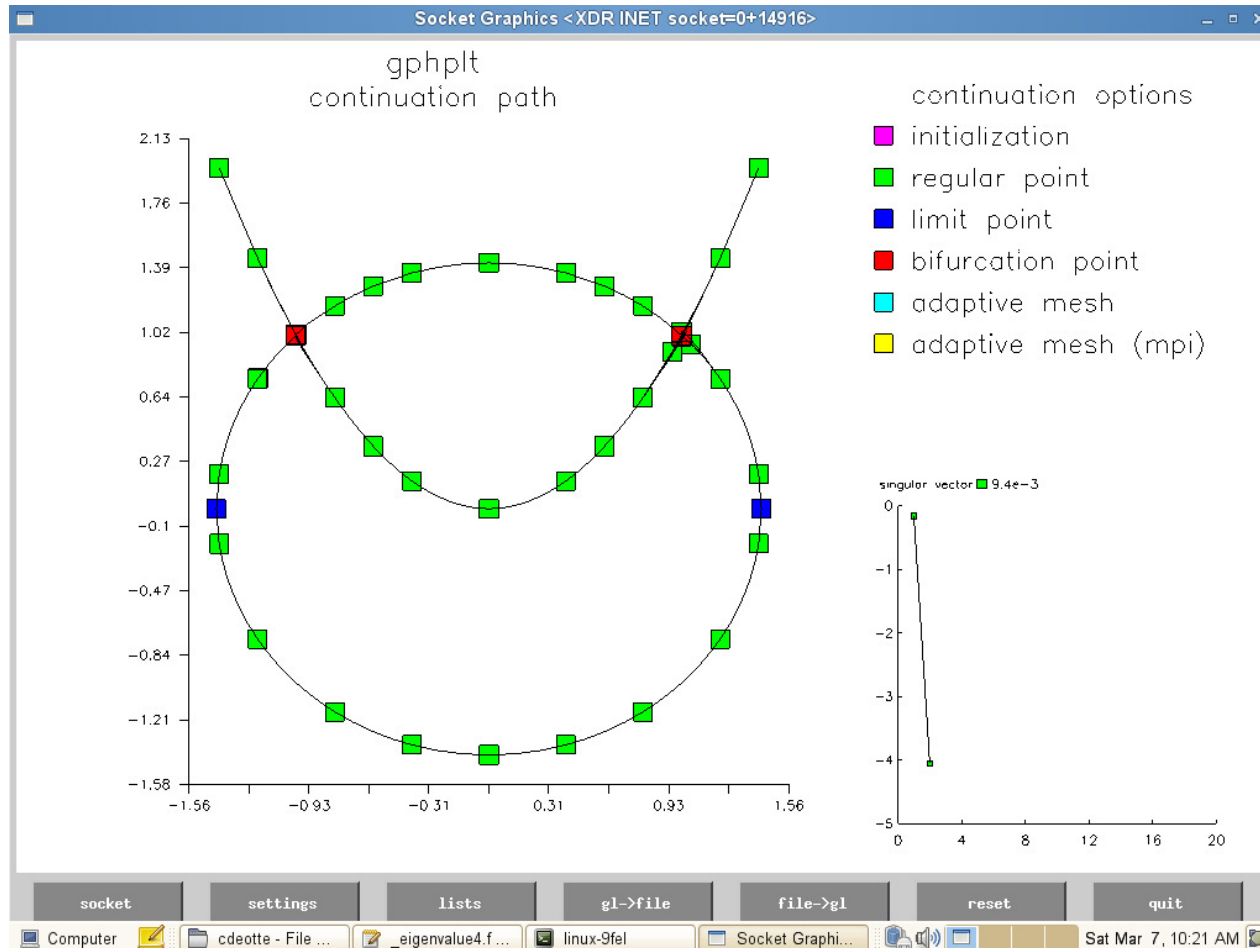 Socket Graphics <XDR INET socket=0+14916>
gphplt
continuation path
2.13
1.76
1.39
1.02
0.64
0.27
-0.1
-0.47
-0.84
-1.21
-1.58
-1.56
-0.93
-0.31
0.31
0.93
1.56
continuation options
initialization
regular point
limit point
bifurcation point
adaptive mesh
adaptive mesh (mpi)
singular vector 9.4e-3
0
-1
-2
-3
-4
-5
0 4 8 12 16 20
socket settings lists gl->file file->gl reset quit
Computer cdeotte - File ... _eigenvalue4.f ... linux-9fel Socket Graphi... Sat Mar 7, 10:21 AM